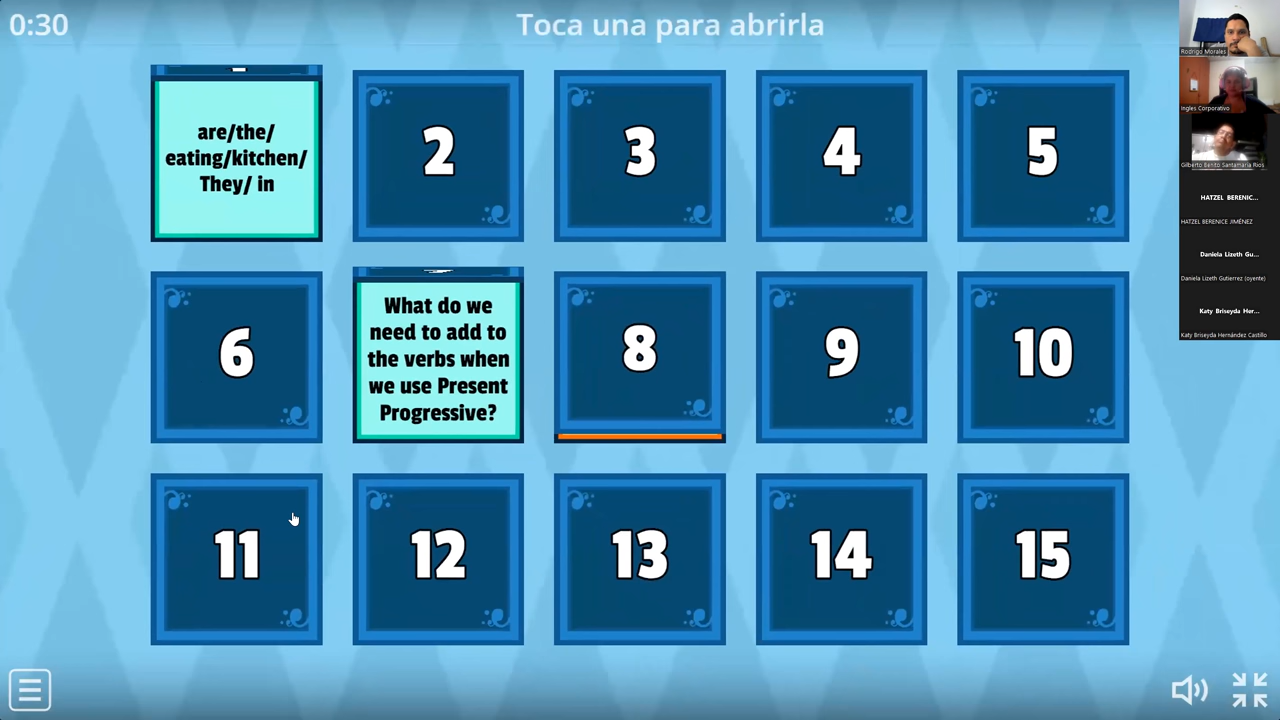 0:30
Toca una para abrirla
are/the/
eating/kitchen/
They/ in
2
3
4
5
6
What do we
need to add to
the verbs when
we use Present
Progressive?
8
9
10
11
12
13
14
15
Rodrigo Morales
Ingles Corporativo
Gilberto Benito Santamaria Rios
HATZEL BERENIC...
HATZEL BERENICE JIMÉNEZ
Daniela Lizeth Gu...
Daniela Lizeth Gutierrez (oyente)
Katy Briseyda Her...
Katy Briseyda Hernández Castillo